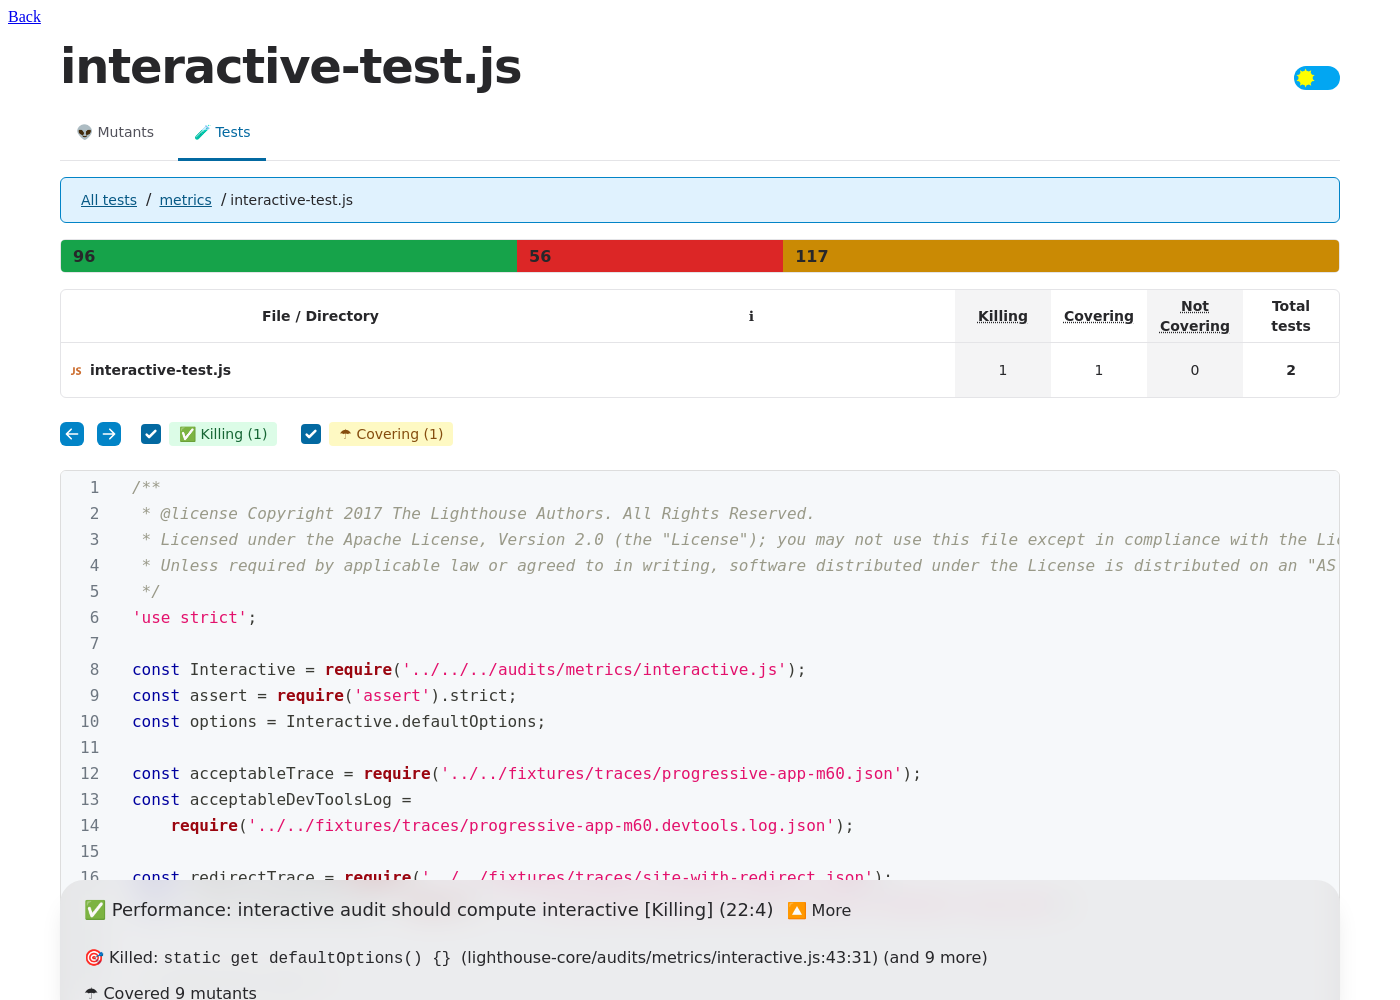 Back
interactive-test.js
👽 Mutants 🧪 Tests
All tests / metrics / interactive-test.js
96 56 117
File / Directory ℹ Killing Covering Not Covering Total tests
JS interactive-test.js 1 1 0 2
✅ Killing (1) ☂ Covering (1)
1 /**
2  * @license Copyright 2017 The Lighthouse Authors. All Rights Reserved.
3  * Licensed under the Apache License, Version 2.0 (the "License"); you may not use this file except in compliance with the
4  * Unless required by applicable law or agreed to in writing, software distributed under the License is distributed on an "AS
5  */
6 'use strict';
7
8 const Interactive = require('../../../audits/metrics/interactive.js');
9 const assert = require('assert').strict;
10 const options = Interactive.defaultOptions;
11
12 const acceptableTrace = require('../../fixtures/traces/progressive-app-m60.json');
13 const acceptableDevToolsLog =
14     require('../../fixtures/traces/progressive-app-m60.devtools.log.json');
15
16 const redirectTrace = require('../../fixtures/traces/site-with-redirect.json');
✅ Performance: interactive audit should compute interactive [Killing] (22:4) 🔼 More
🎯 Killed: static get defaultOptions() {} (lighthouse-core/audits/metrics/interactive.js:43:31) (and 9 more)
☂ Covered 9 mutants